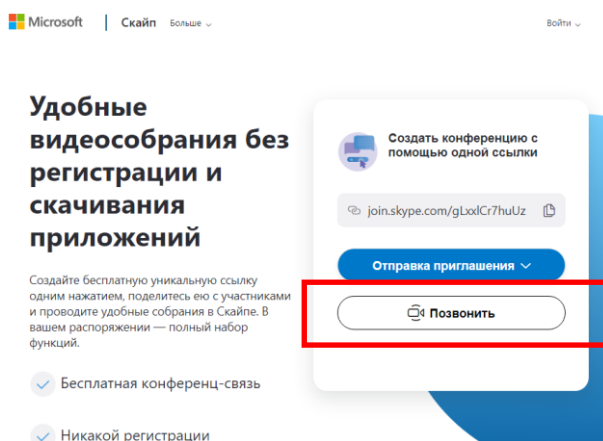 Microsoft Скайп Больше Войти
Удобные
видеособрания без
регистрации и
скачивания
приложений
Создайте бесплатную уникальную ссылку
одним нажатием, поделитесь ею с участниками
и проводите удобные собрания в Скайпе. В
вашем распоряжении — полный набор
функций.
Бесплатная конференц-связь
Никакой регистрации
Создать конференцию с
помощью одной ссылки
join.skype.com/gLxxlCr7huUz
Отправка приглашения
Позвонить